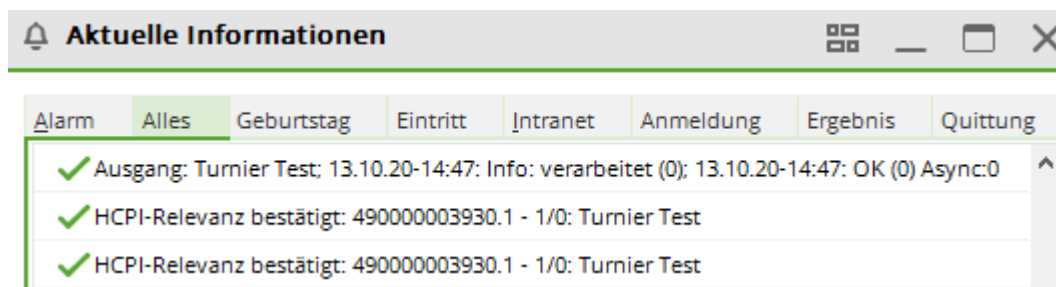 Aktuelle Informationen
Alarm Alles Geburtstag Eintritt Intranet Anmeldung Ergebnis Quittung
Ausgang: Turnier Test; 13.10.20-14:47: Info: verarbeitet (0); 13.10.20-14:47: OK (0) Async:0
HCPI-Relevanz bestätigt: 490000003930.1 - 1/0: Turnier Test
HCPI-Relevanz bestätigt: 490000003930.1 - 1/0: Turnier Test